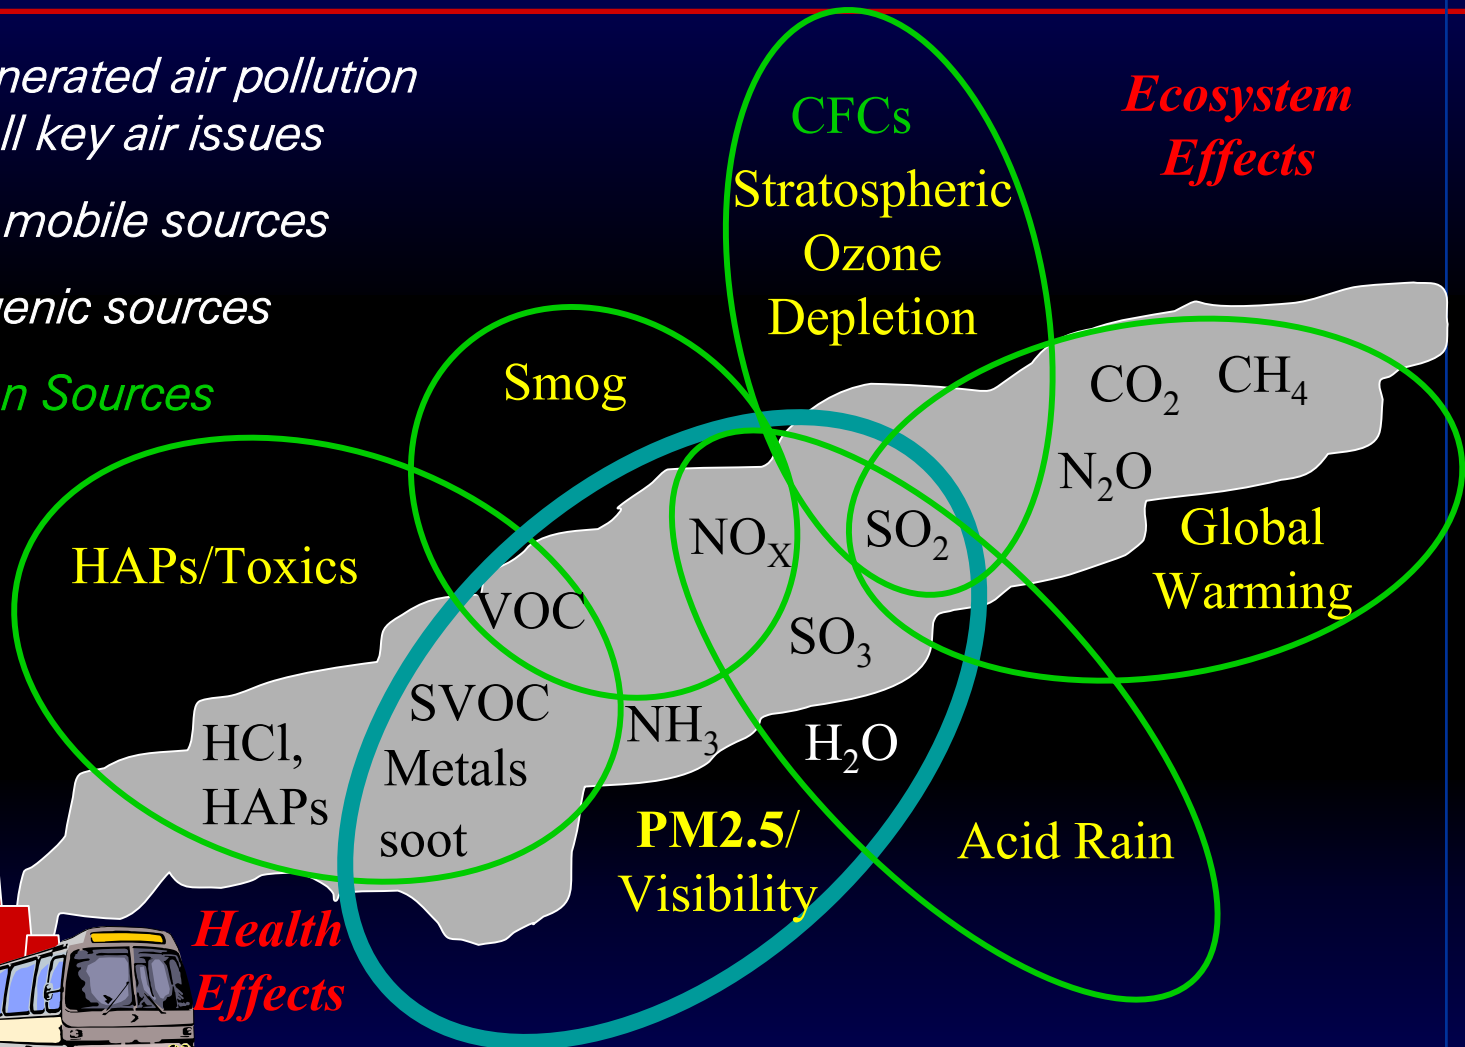 nerated air pollution
ll key air issues
mobile sources
enic sources
n Sources
CFCs
Stratospheric
Ozone
Depletion
Ecosystem
Effects
Smog
CO₂ CH₄
N₂O
Global
Warming
HAPs/Toxics
NOX
SO₂
VOC
SO₃
SVOC
NH₃
H₂O
HCl,
HAPs
Metals
soot
PM2.5/
Visibility
Acid Rain
Health
Effects